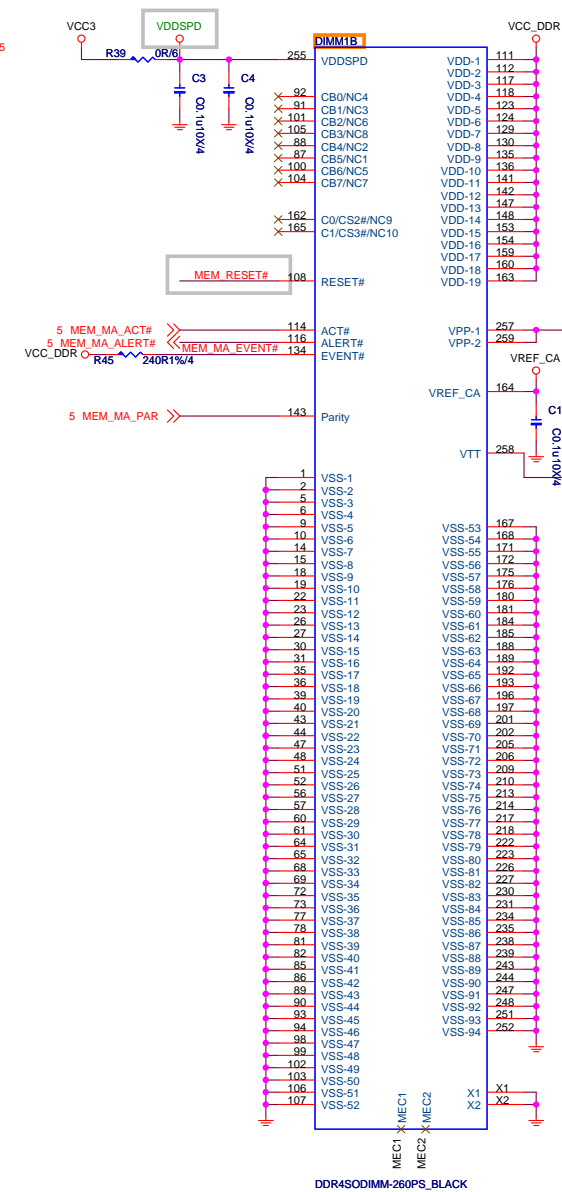 VCC3
VDDSPD
VCC_DDR
5
R39
0R/6
DIMM1B
C3
C0.1u10X/4
C4
C0.1u10X/4
255 VDDSPD
92 CB0/NC4
91 CB1/NC3
101 CB2/NC6
105 CB3/NC8
88 CB4/NC2
87 CB5/NC1
100 CB6/NC5
104 CB7/NC7
162 C0/CS2#/NC9
165 C1/CS3#/NC10
MEM_RESET# 108 RESET#
5 MEM_MA_ACT# 114 ACT#
5 MEM_MA_ALERT# 116 ALERT#
VCC_DDR R45 240R1%/4 MEM_MA_EVENT# 134 EVENT#
5 MEM_MA_PAR 143 Parity
1 VSS-1
2 VSS-2
5 VSS-3
6 VSS-4
9 VSS-5
10 VSS-6
14 VSS-7
15 VSS-8
18 VSS-9
19 VSS-10
22 VSS-11
23 VSS-12
26 VSS-13
27 VSS-14
30 VSS-15
31 VSS-16
35 VSS-17
36 VSS-18
39 VSS-19
40 VSS-20
43 VSS-21
44 VSS-22
47 VSS-23
48 VSS-24
51 VSS-25
52 VSS-26
56 VSS-27
57 VSS-28
60 VSS-29
61 VSS-30
64 VSS-31
65 VSS-32
68 VSS-33
69 VSS-34
72 VSS-35
73 VSS-36
77 VSS-37
78 VSS-38
81 VSS-39
82 VSS-40
85 VSS-41
86 VSS-42
89 VSS-43
90 VSS-44
93 VSS-45
94 VSS-46
98 VSS-47
99 VSS-48
102 VSS-49
103 VSS-50
106 VSS-51
107 VSS-52
VDD-1 111
VDD-2 112
VDD-3 117
VDD-4 118
VDD-5 123
VDD-6 124
VDD-7 129
VDD-8 130
VDD-9 135
VDD-10 136
VDD-11 141
VDD-12 142
VDD-13 147
VDD-14 148
VDD-15 153
VDD-16 154
VDD-17 159
VDD-18 160
VDD-19 163
VPP-1 257
VPP-2 259
VREF_CA
VREF_CA 164
C1
C0.1u10X/4
VTT 258
VSS-53 167
VSS-54 168
VSS-55 171
VSS-56 172
VSS-57 175
VSS-58 176
VSS-59 180
VSS-60 181
VSS-61 184
VSS-62 185
VSS-63 188
VSS-64 189
VSS-65 192
VSS-66 193
VSS-67 196
VSS-68 197
VSS-69 201
VSS-70 202
VSS-71 205
VSS-72 206
VSS-73 209
VSS-74 210
VSS-75 213
VSS-76 214
VSS-77 217
VSS-78 218
VSS-79 222
VSS-80 223
VSS-81 226
VSS-82 227
VSS-83 230
VSS-84 231
VSS-85 234
VSS-86 235
VSS-87 238
VSS-88 239
VSS-89 243
VSS-90 244
VSS-91 247
VSS-92 248
VSS-93 251
VSS-94 252
X1 X1
X2 X2
MEC1
MEC2
MEC1
MEC2
DDR4SODIMM-260PS_BLACK